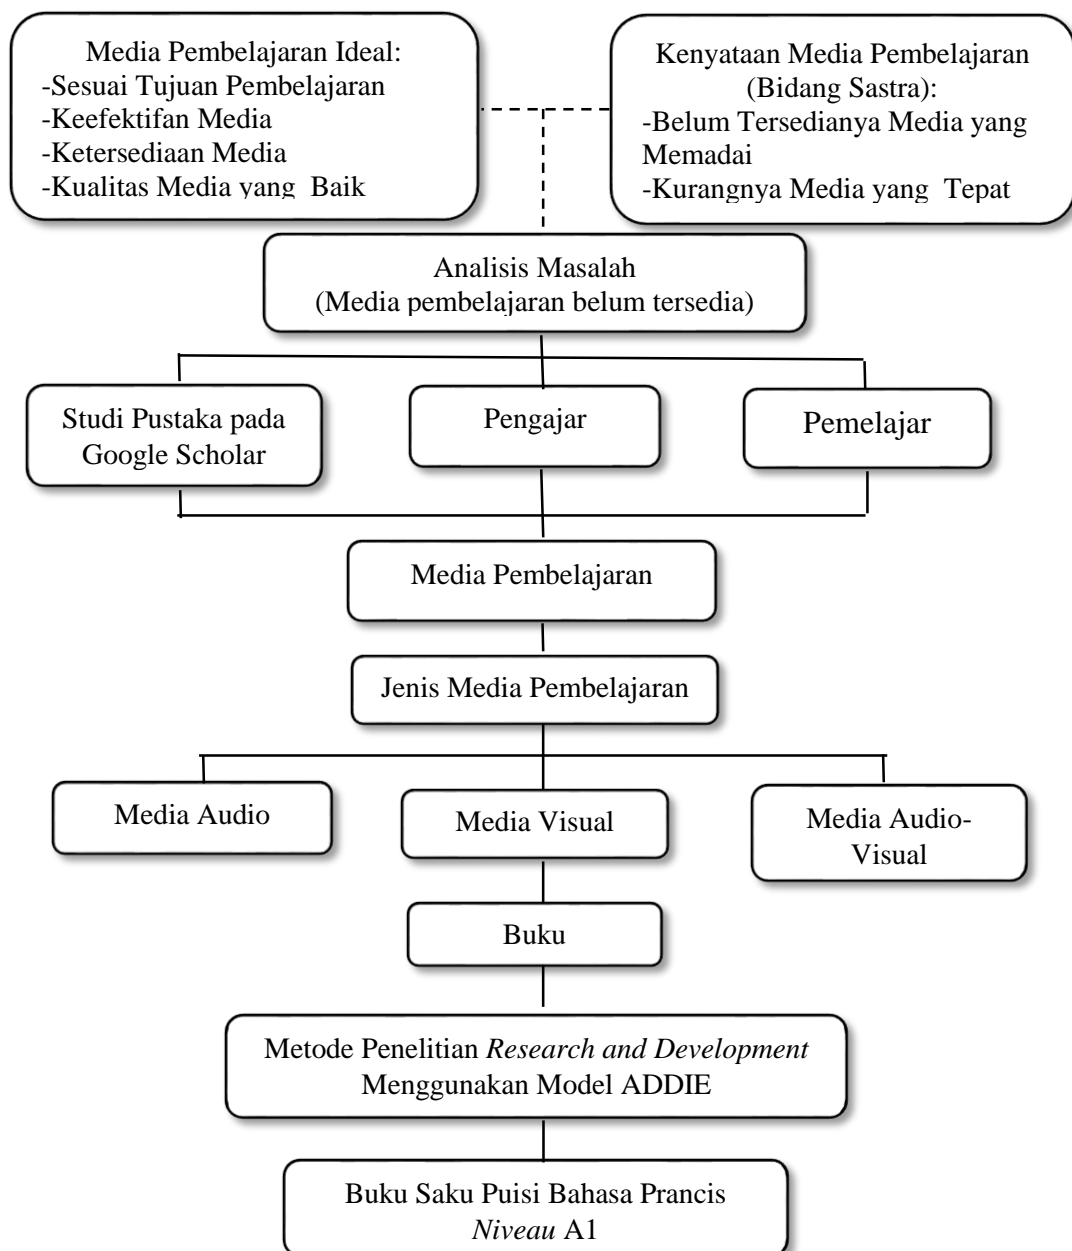 Media Pembelajaran Ideal:
-Sesuai Tujuan Pembelajaran
-Keefektifan Media
-Ketersediaan Media
-Kualitas Media yang Baik
Kenyataan Media Pembelajaran
(Bidang Sastra):
-Belum Tersedianya Media yang
Memadai
-Kurangnya Media yang Tepat
Analisis Masalah
(Media pembelajaran belum tersedia)
Studi Pustaka pada
Google Scholar
Pengajar
Pemelajar
Media Pembelajaran
Jenis Media Pembelajaran
Media Audio
Media Visual
Media Audio-
Visual
Buku
Metode Penelitian Research and Development
Menggunakan Model ADDIE
Buku Saku Puisi Bahasa Prancis
Niveau A1